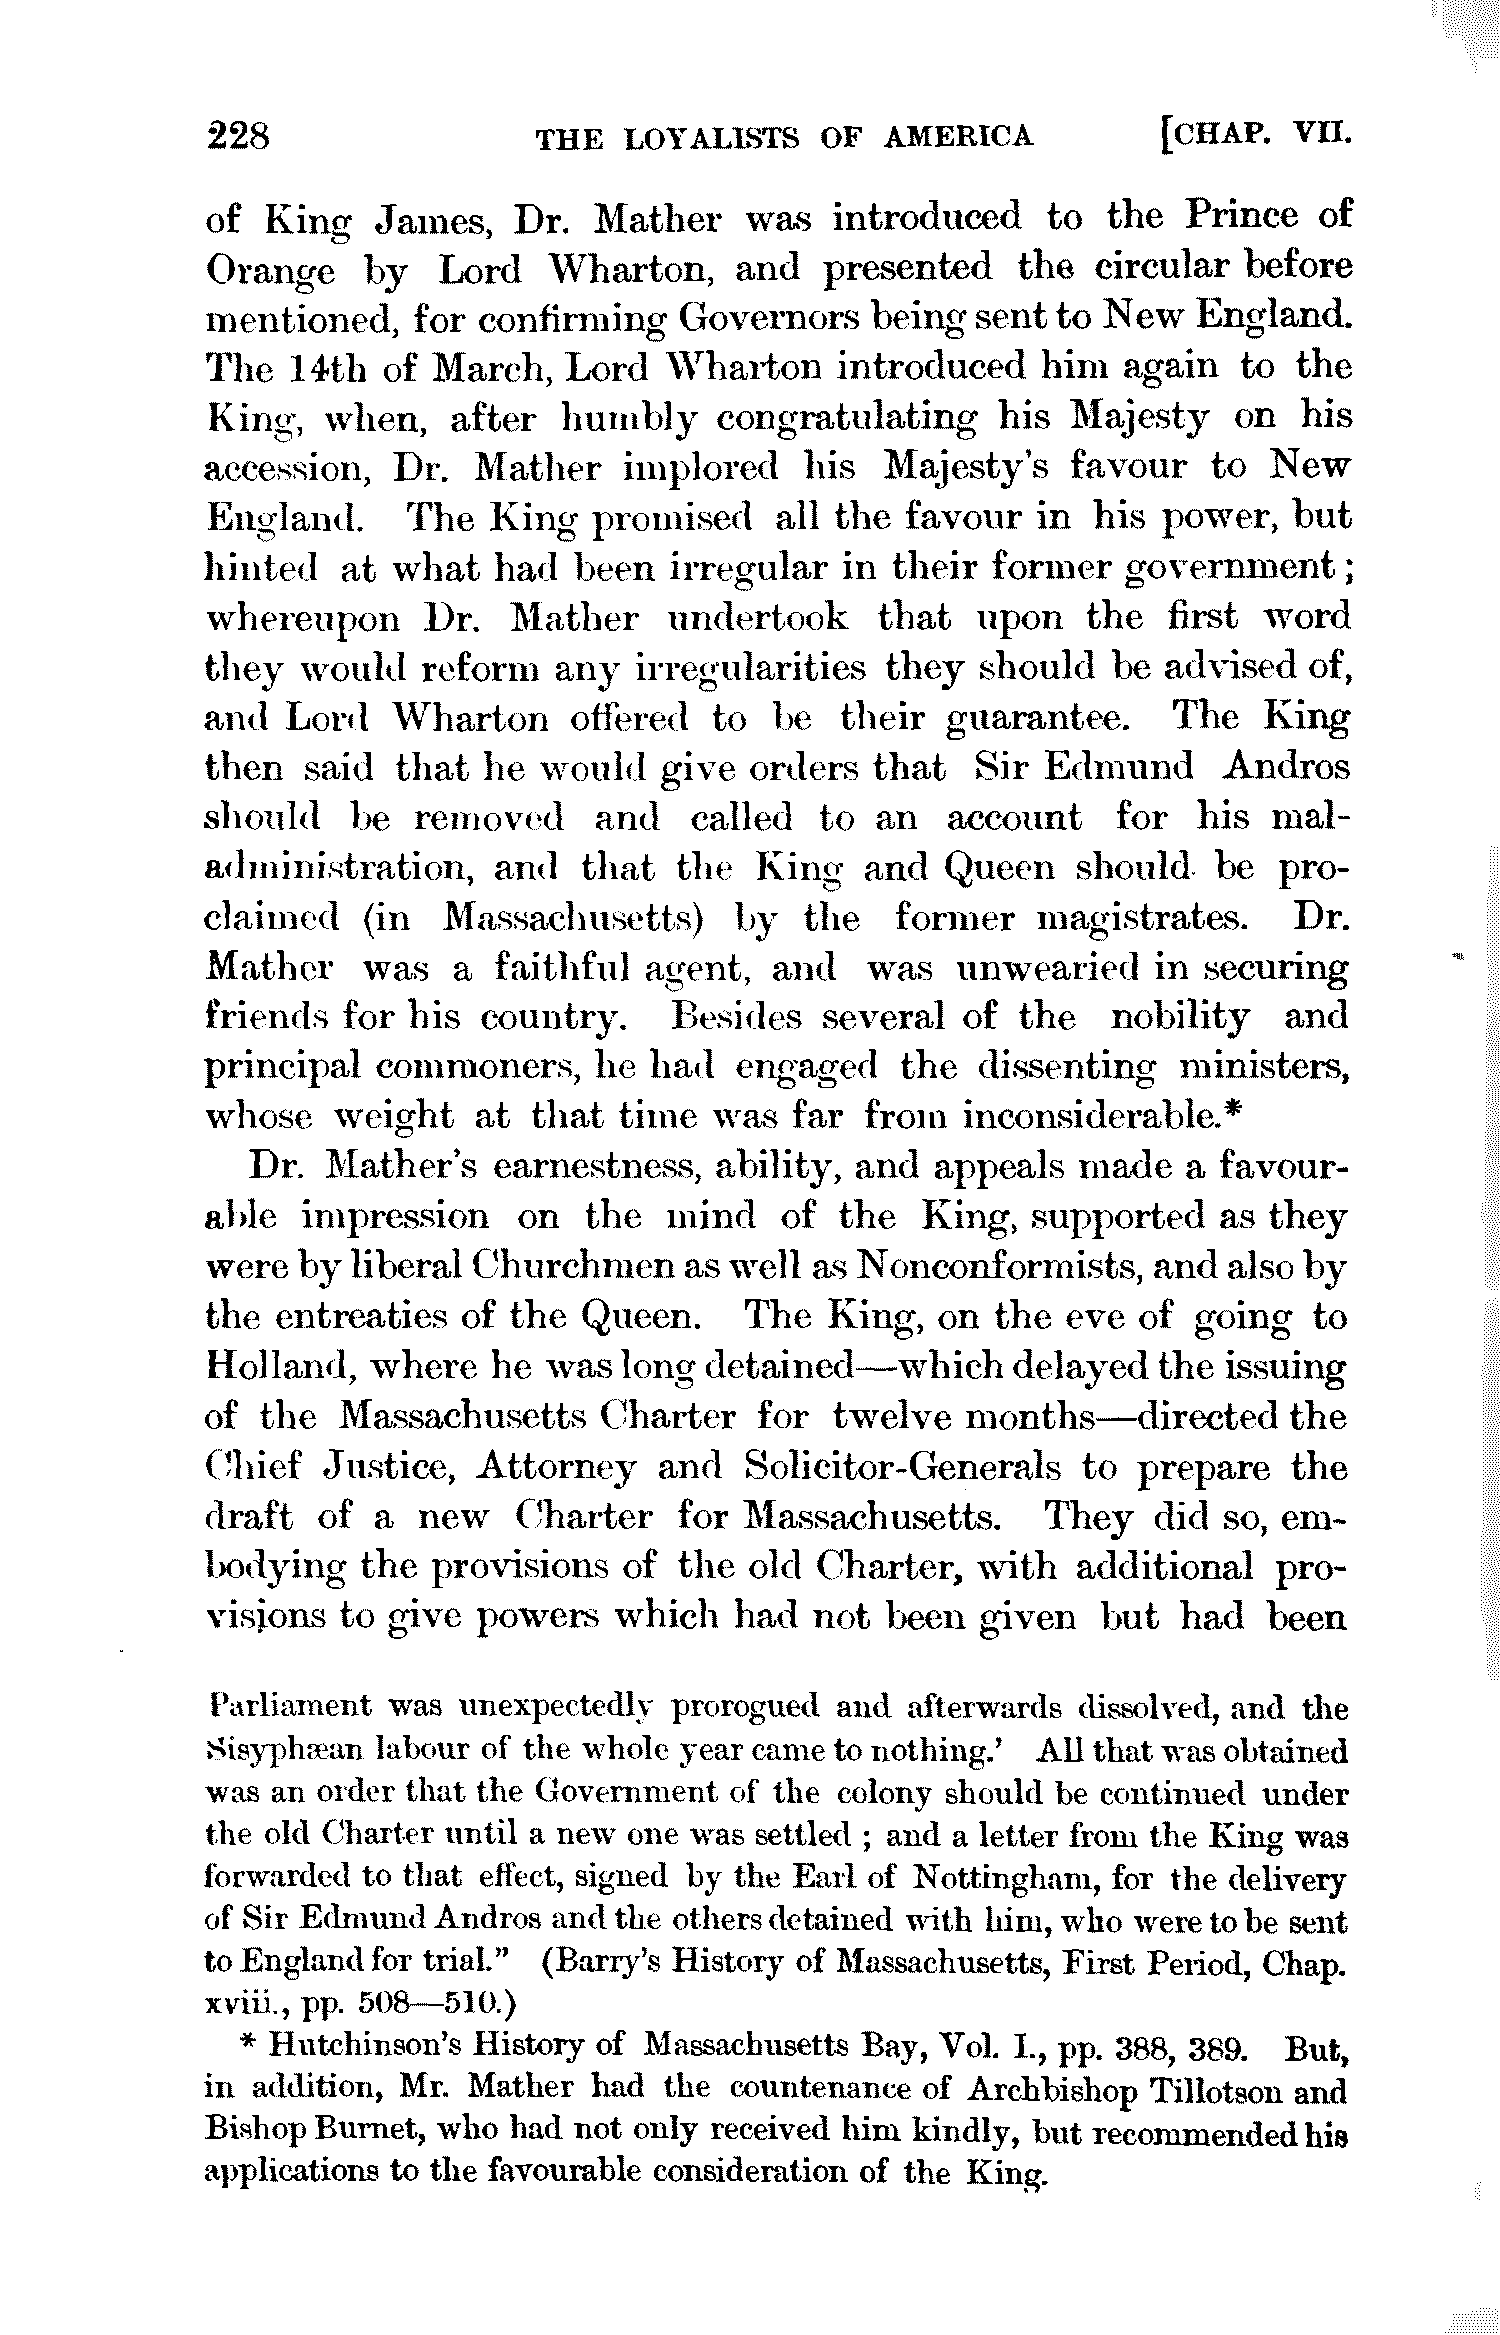 228 THE LOYALISTS OF AMERICA [CHAP. VII.
of King James, Dr. Mather was introduced to the Prince of
Orange by Lord Wharton, and presented the circular before
mentioned, for confirming Governors being sent to New England.
The 14th of March, Lord Wharton introduced him again to the
King, when, after humbly congratulating his Majesty on his
accession, Dr. Mather implored his Majesty's favour to New
England. The King promised all the favour in his power, but
hinted at what had been irregular in their former government;
whereupon Dr. Mather undertook that upon the first word
they would reform any irregularities they should be advised of,
and Lord Wharton offered to be their guarantee. The King
then said that he would give orders that Sir Edmund Andros
should be removed and called to an account for his mal-
administration, and that the King and Queen should be pro-
claimed (in Massachusetts) by the former magistrates. Dr.
Mather was a faithful agent, and was unwearied in securing
friends for his country. Besides several of the nobility and
principal commoners, he had engaged the dissenting ministers,
whose weight at that time was far from inconsiderable.*
Dr. Mather's earnestness, ability, and appeals made a favour-
able impression on the mind of the King, supported as they
were by liberal Churchmen as well as Nonconformists, and also by
the entreaties of the Queen. The King, on the eve of going to
Holland, where he was long detained—which delayed the issuing
of the Massachusetts Charter for twelve months—directed the
Chief Justice, Attorney and Solicitor-Generals to prepare the
draft of a new Charter for Massachusetts. They did so, em-
bodying the provisions of the old Charter, with additional pro-
visions to give powers which had not been given but had been
Parliament was unexpectedly prorogued and afterwards dissolved, and the
Sisyphæan labour of the whole year came to nothing.' All that was obtained
was an order that the Government of the colony should be continued under
the old Charter until a new one was settled ; and a letter from the King was
forwarded to that effect, signed by the Earl of Nottingham, for the delivery
of Sir Edmund Andros and the others detained with him, who were to be sent
to England for trial." (Barry's History of Massachusetts, First Period, Chap.
xviii., pp. 508—510.)
* Hutchinson's History of Massachusetts Bay, Vol. I., pp. 388, 389. But,
in addition, Mr. Mather had the countenance of Archbishop Tillotson and
Bishop Burnet, who had not only received him kindly, but recommended his
applications to the favourable consideration of the King.